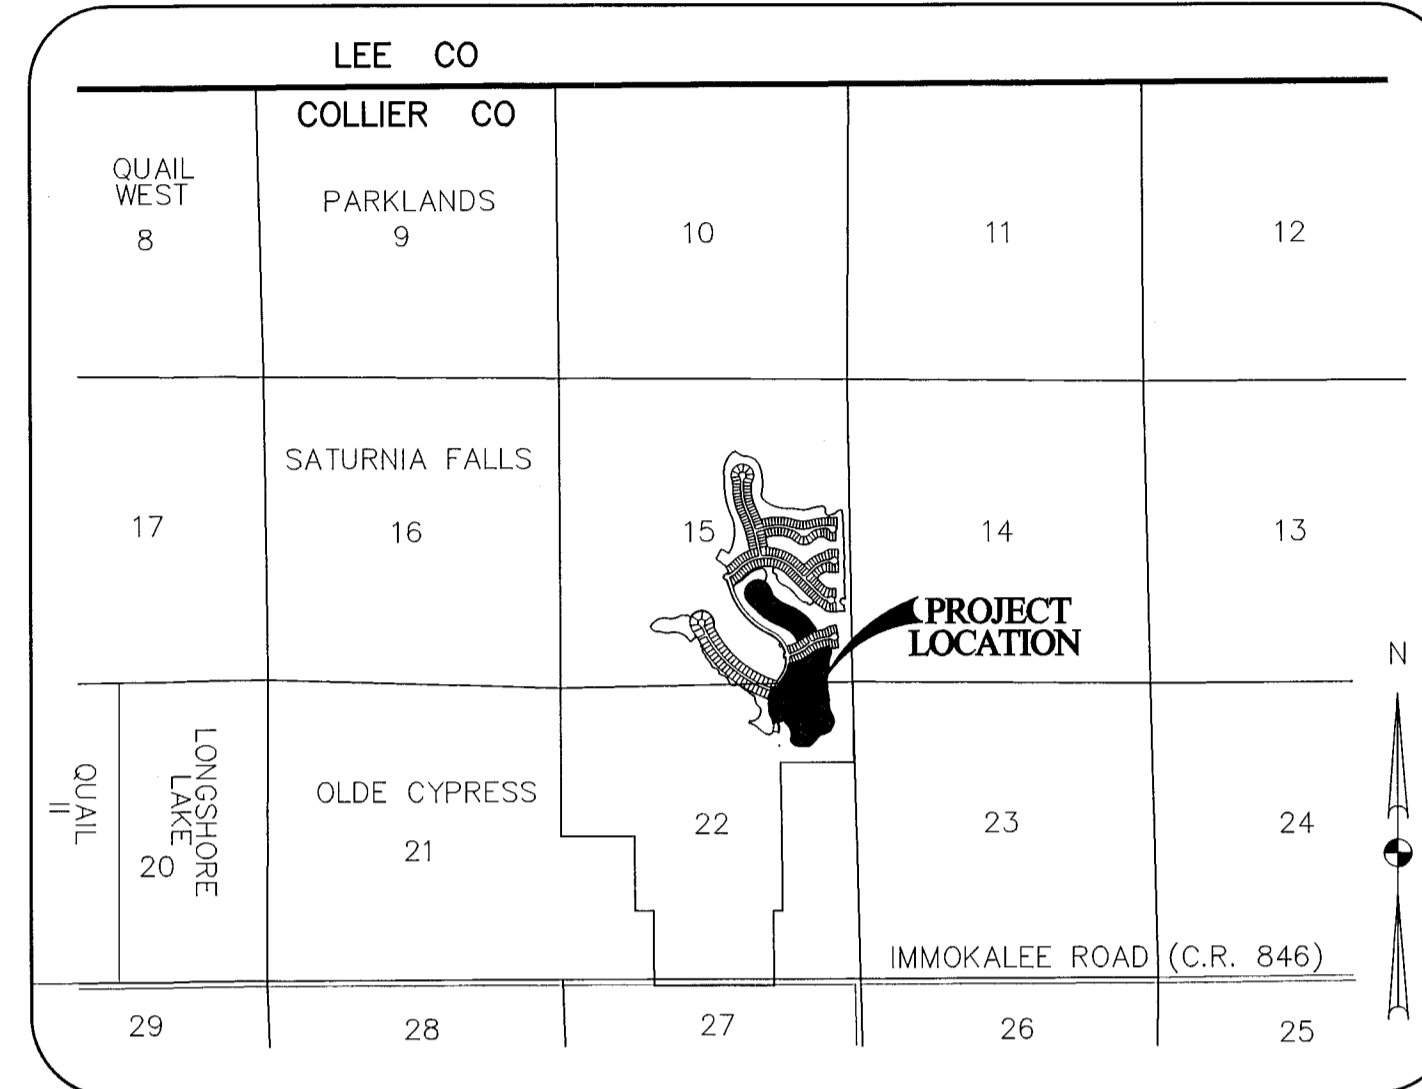 LEE CO
COLLIER CO
QUAIL
WEST
8
PARKLANDS
9
10
11
12
SATURNIA FALLS
17
16
15
14
13
PROJECT
LOCATION
N
QUAIL
II
LONGSHORE
LAKE
20
OLDE CYPRESS
21
22
23
24
IMMOKALEE ROAD (C.R. 846)
29
28
27
26
25